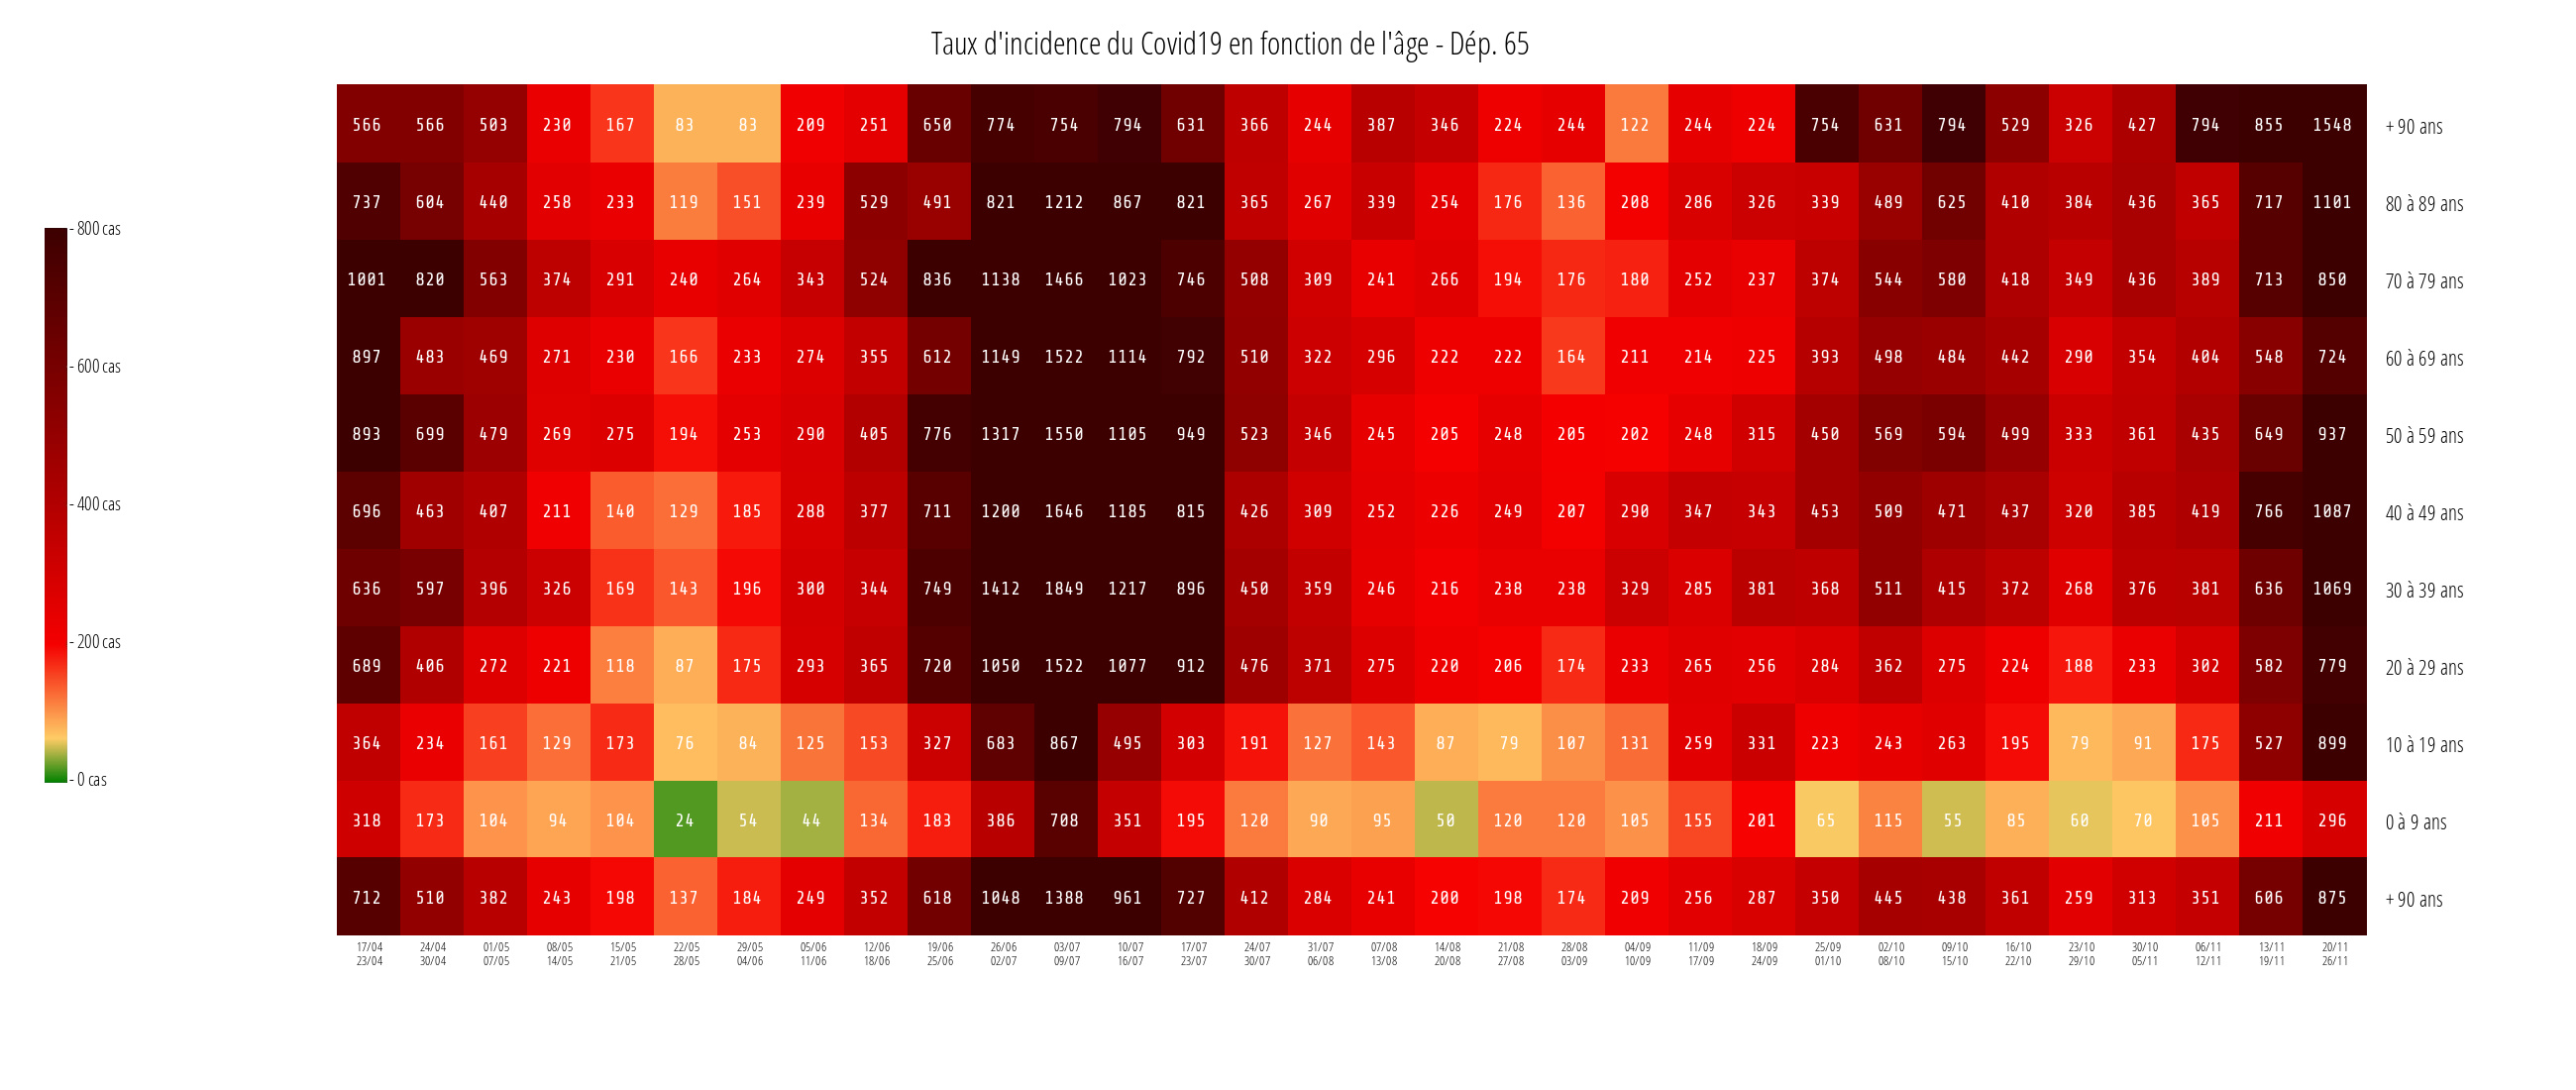 Taux d'incidence du Covid19 en fonction de l'âge - Dép. 65
- 800 cas
- 600 cas
- 400 cas
- 200 cas
- 0 cas
566 566 503 230 167 83 83 209 251 650 774 754 794 631 366 244 387 346 224 244 122 244 224 754 631 794 529 326 427 794 855 1548 + 90 ans
737 604 440 258 233 119 151 239 529 491 821 1212 867 821 365 267 339 254 176 136 208 286 326 339 489 625 410 384 436 365 717 1101 80 à 89 ans
1001 820 563 374 291 240 264 343 524 836 1138 1466 1023 746 508 309 241 266 194 176 180 252 237 374 544 580 418 349 436 389 713 850 70 à 79 ans
897 483 469 271 230 166 233 274 355 612 1149 1522 1114 792 510 322 296 222 222 164 211 214 225 393 498 484 442 290 354 404 548 724 60 à 69 ans
893 699 479 269 275 194 253 290 405 776 1317 1550 1105 949 523 346 245 205 248 205 202 248 315 450 569 594 499 333 361 435 649 937 50 à 59 ans
696 463 407 211 140 129 185 288 377 711 1200 1646 1185 815 426 309 252 226 249 207 290 347 343 453 509 471 437 320 385 419 766 1087 40 à 49 ans
636 597 396 326 169 143 196 300 344 749 1412 1849 1217 896 450 359 246 216 238 238 329 285 381 368 511 415 372 268 376 381 636 1069 30 à 39 ans
689 406 272 221 118 87 175 293 365 720 1050 1522 1077 912 476 371 275 220 206 174 233 265 256 284 362 275 224 188 233 302 582 779 20 à 29 ans
364 234 161 129 173 76 84 125 153 327 683 867 495 303 191 127 143 87 79 107 131 259 331 223 243 263 195 79 91 175 527 899 10 à 19 ans
318 173 104 94 104 24 54 44 134 183 386 708 351 195 120 90 95 50 120 120 105 155 201 65 115 55 85 60 70 105 211 296 0 à 9 ans
712 510 382 243 198 137 184 249 352 618 1048 1388 961 727 412 284 241 200 198 174 209 256 287 350 445 438 361 259 313 351 606 875 + 90 ans
17/04 24/04 01/05 08/05 15/05 22/05 29/05 05/06 12/06 19/06 26/06 03/07 10/07 17/07 24/07 31/07 07/08 14/08 21/08 28/08 04/09 11/09 18/09 25/09 02/10 09/10 16/10 23/10 30/10 06/11 13/11 20/11
23/04 30/04 07/05 14/05 21/05 28/05 04/06 11/06 18/06 25/06 02/07 09/07 16/07 23/07 30/07 06/08 13/08 20/08 27/08 03/09 10/09 17/09 24/09 01/10 08/10 15/10 22/10 29/10 05/11 12/11 19/11 26/11